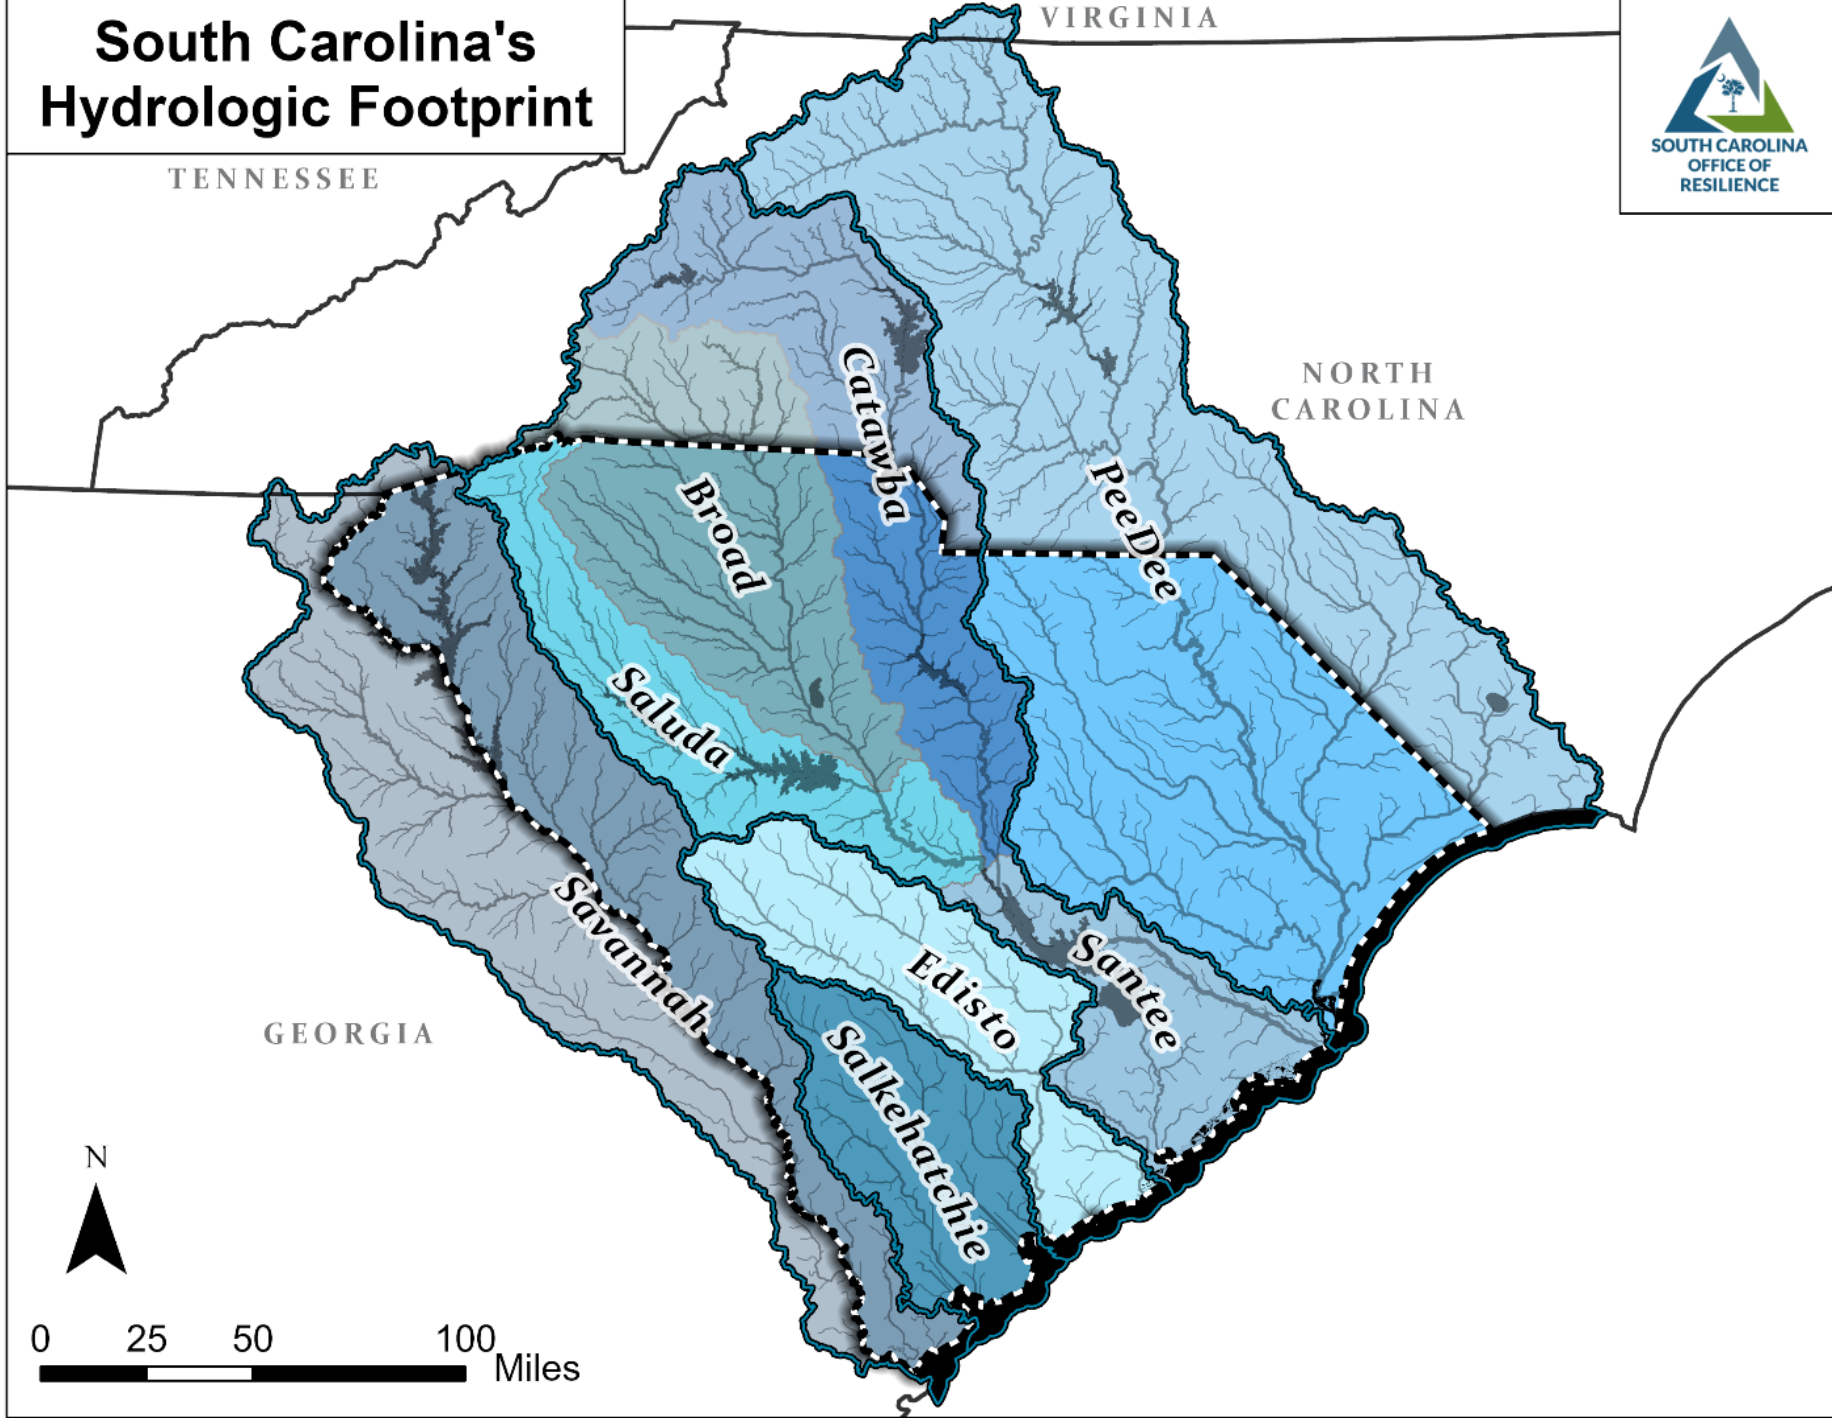 South Carolina's
Hydrologic Footprint
VIRGINIA
SOUTH CAROLINA
OFFICE OF
RESILIENCE
TENNESSEE
NORTH
CAROLINA
Catawba
PeeDee
Broad
Saluda
Savannah
Edisto
Santee
GEORGIA
Salkehatchie
N
0 25 50 100
Miles